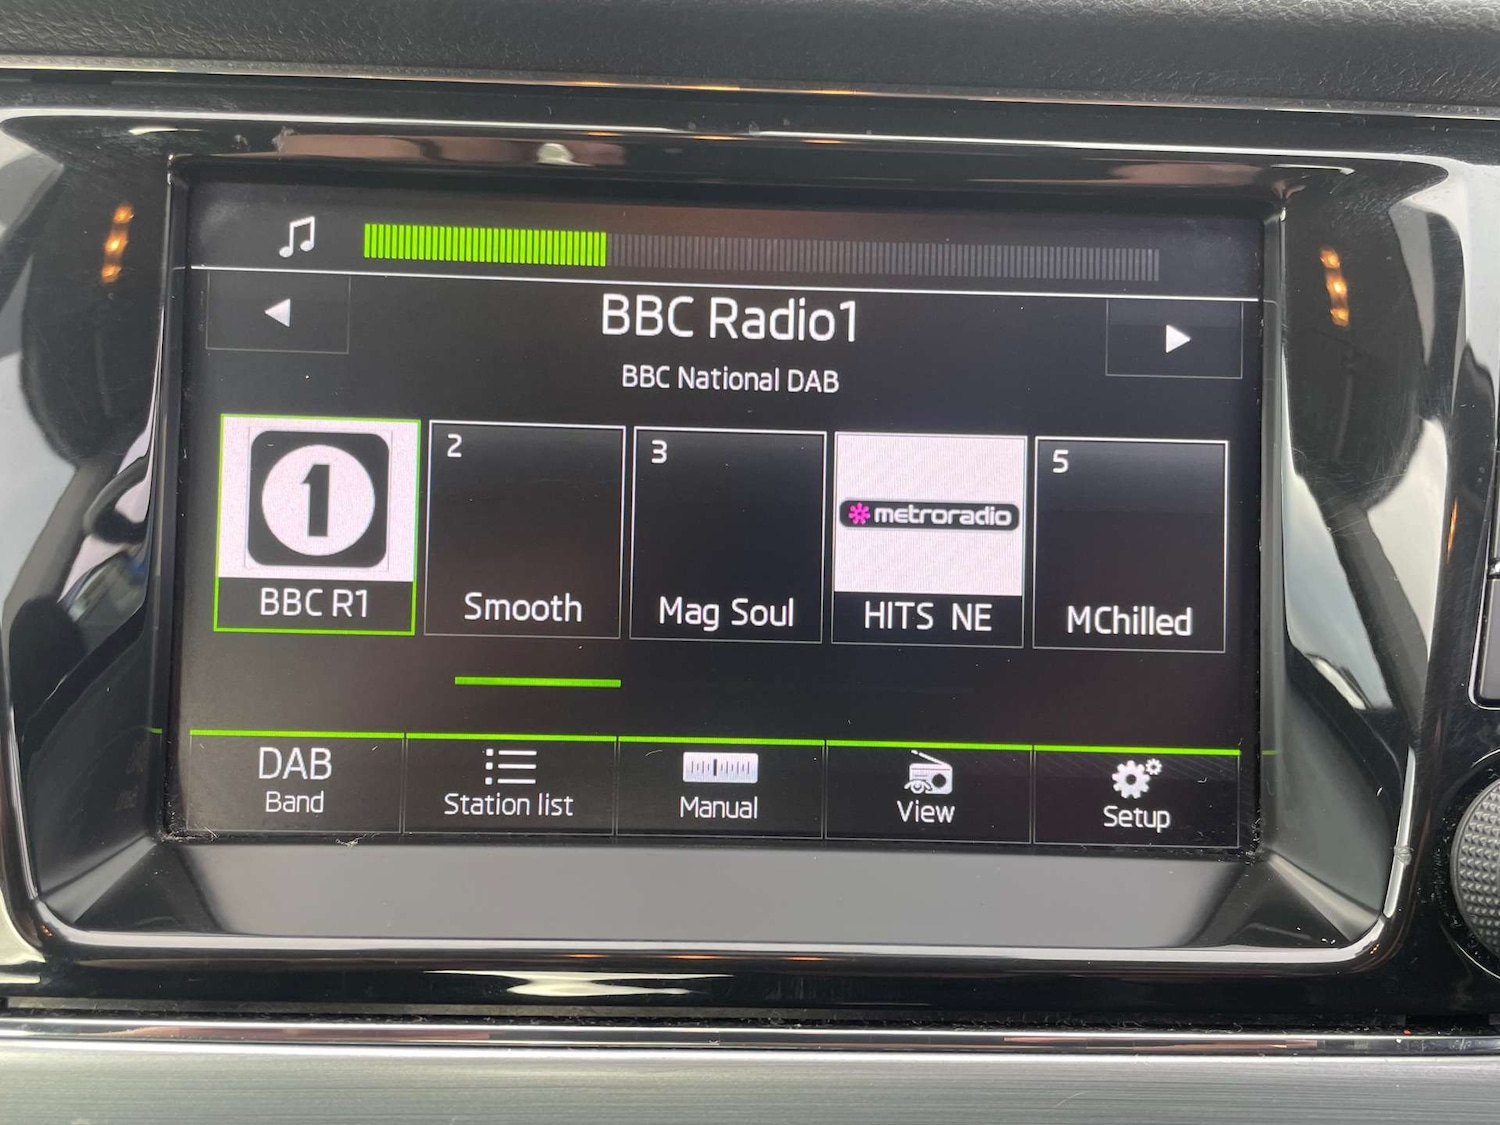 BBC Radio1
BBC National DAB
1
BBC R1
2
Smooth
3
Mag Soul
metroradio
HITS NE
5
MChilled
DAB
Band
Station list
Manual
View
Setup